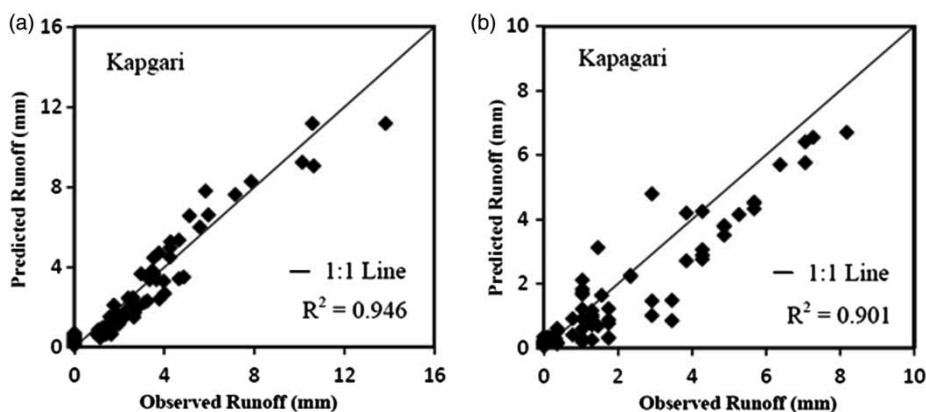 (a)
Kapgari
Predicted Runoff (mm)
16
12
8
4
0
1:1 Line
R² = 0.946
0 4 8 12 16
Observed Runoff (mm)
(b)
Kapagari
Predicted Runoff (mm)
10
8
6
4
2
0
1:1 Line
R² = 0.901
0 2 4 6 8 10
Observed Runoff (mm)